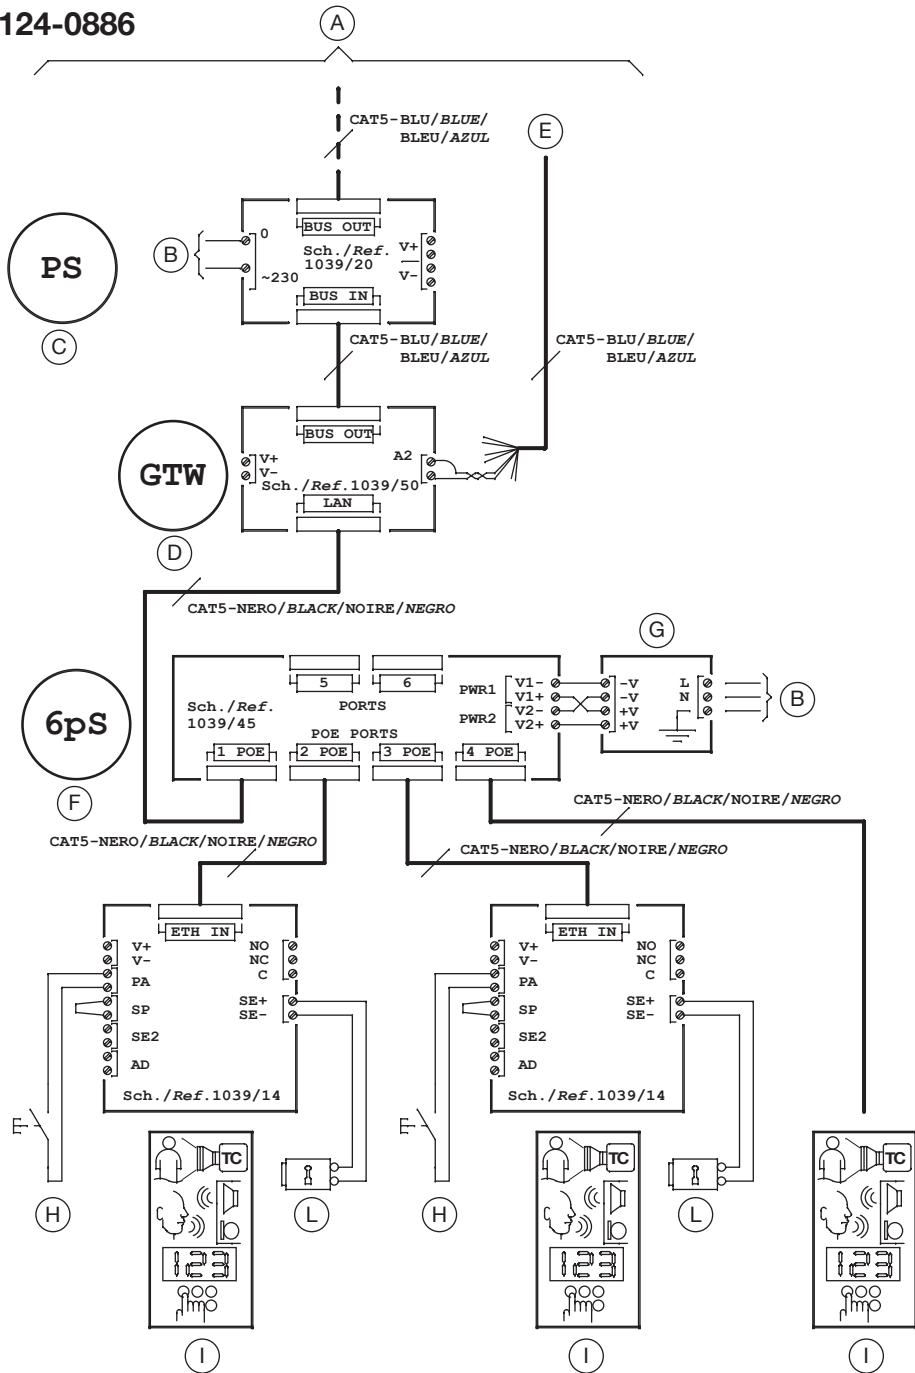 124-0886
A
CAT5-BLU/BLUE/
BLEU/AZUL
E
BUS OUT
0
Sch./Ref.
1039/20
V+
V-
B
~230
BUS IN
PS
C
CAT5-BLU/BLUE/
BLEU/AZUL
CAT5-BLU/BLUE/
BLEU/AZUL
BUS OUT
V+
V-
A2
Sch./Ref.1039/50
LAN
GTW
D
CAT5-NERO/BLACK/NOIRE/NEGRO
G
5
6
PORTS
PWR1
PWR2
V1-
V1+
V2-
V2+
-V
-V
+V
+V
L
N
B
Sch./Ref.
1039/45
POE PORTS
1 POE
2 POE
3 POE
4 POE
6pS
F
CAT5-NERO/BLACK/NOIRE/NEGRO
CAT5-NERO/BLACK/NOIRE/NEGRO
CAT5-NERO/BLACK/NOIRE/NEGRO
ETH IN
V+
V-
PA
SP
SE2
AD
NO
NC
C
SE+
SE-
Sch./Ref.1039/14
ETH IN
V+
V-
PA
SP
SE2
AD
NO
NC
C
SE+
SE-
Sch./Ref.1039/14
TC
123
TC
123
TC
123
H
L
H
L
I
I
I